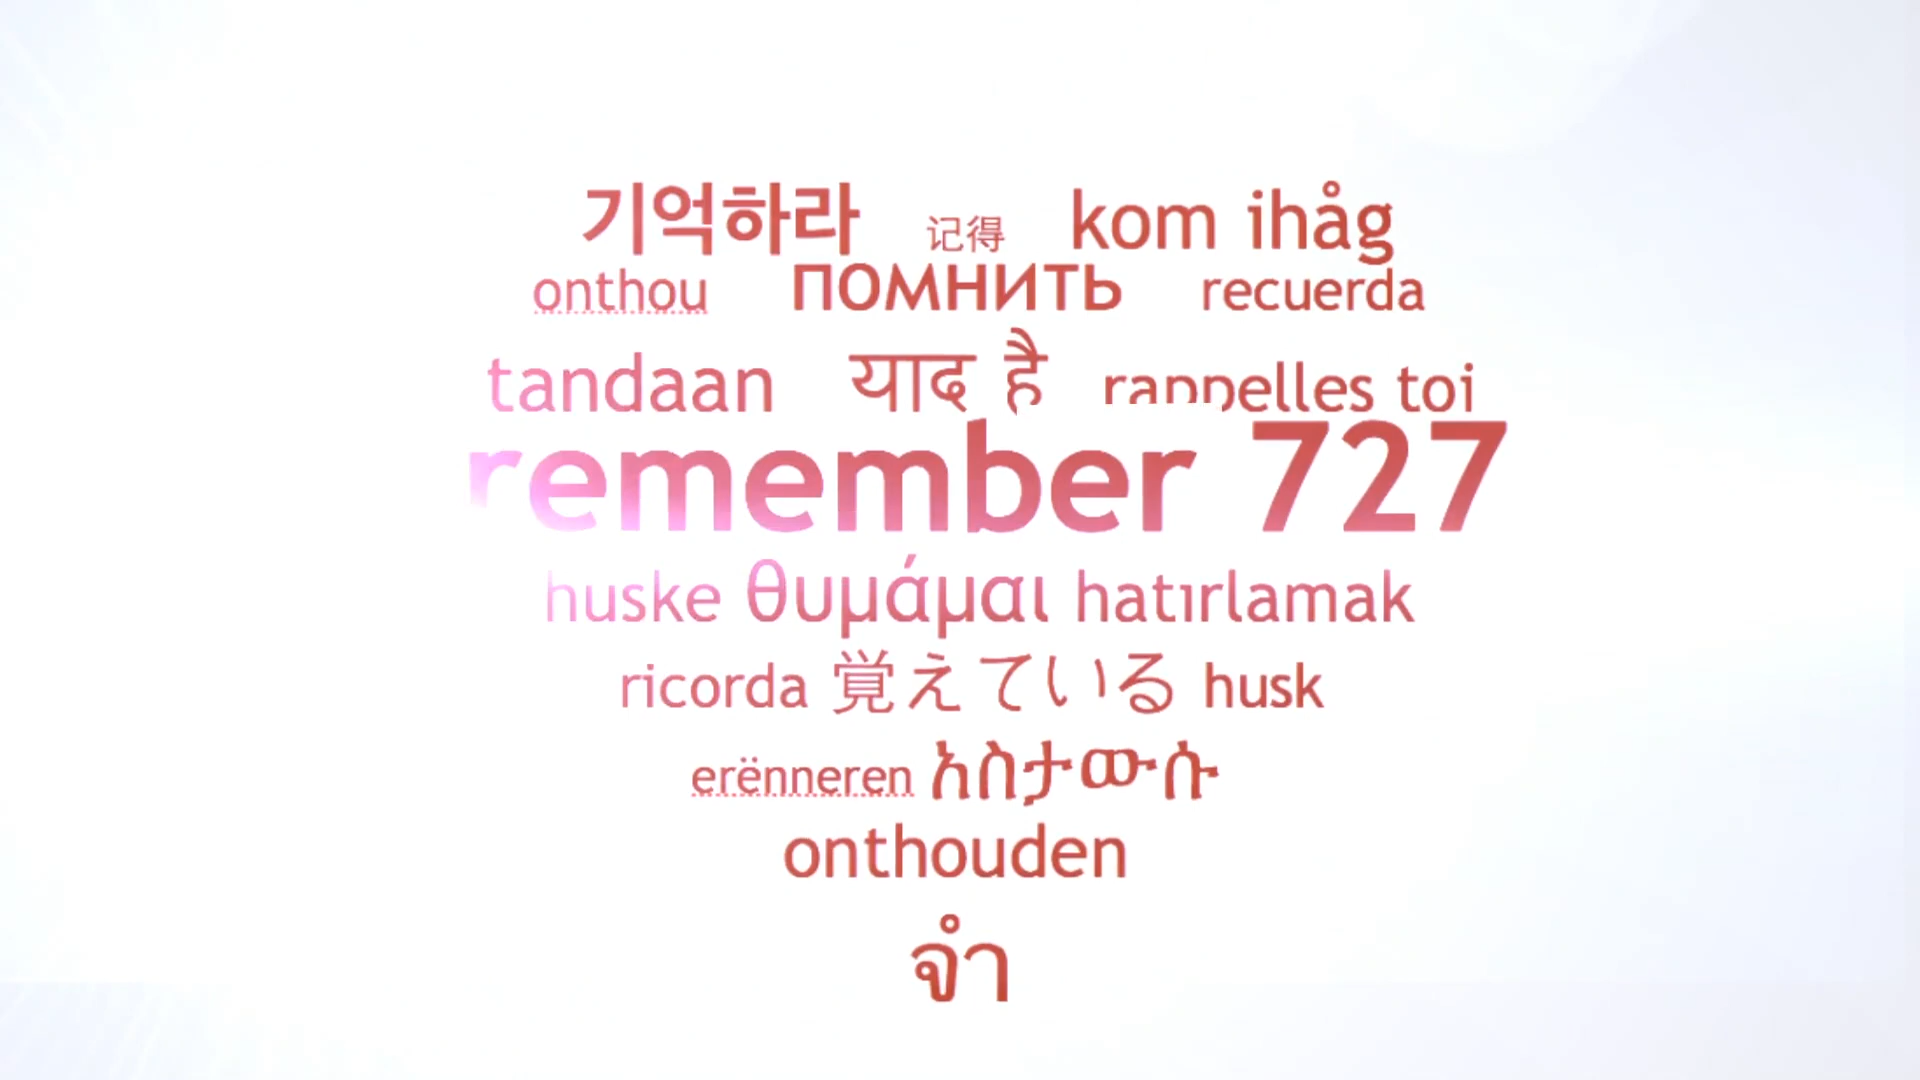 기억하라 记得 kom ihåg
onthou помнить recuerda
tandaan याद है rappelles toi
remember 727
huske θυμάμαι hatırlamak
ricorda 覚えている husk
erënneren አስታውሱ
onthouden
จำ